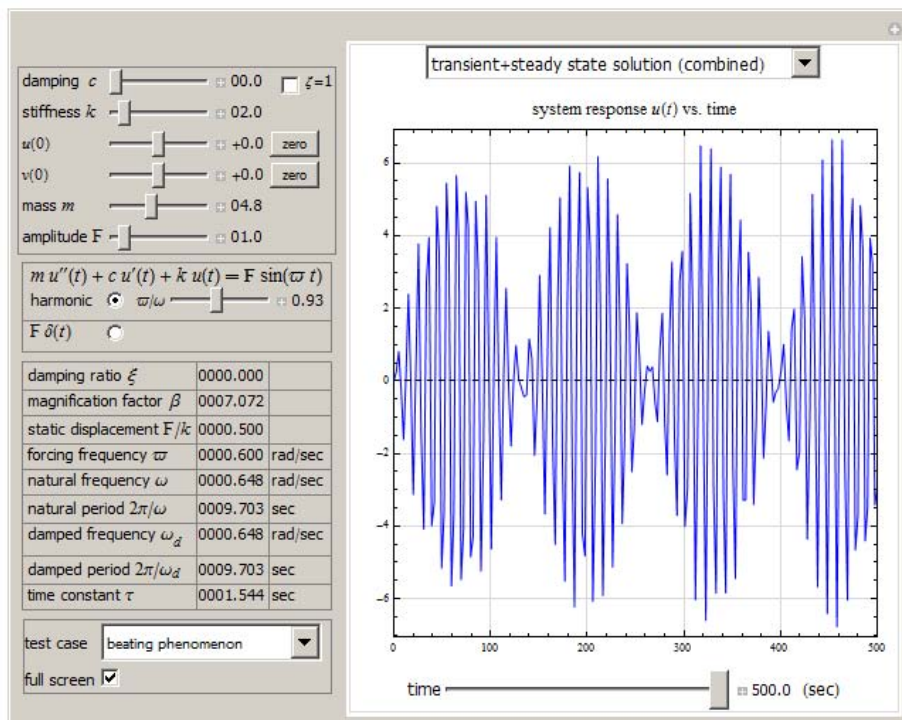 damping c 00.0 ζ=1
stiffness k 02.0
u(0) +0.0 zero
v(0) +0.0 zero
mass m 04.8
amplitude F 01.0
m u''(t) + c u'(t) + k u(t) = F sin(ϖ t)
harmonic ϖ/ω 0.93
F δ(t)
damping ratio ξ 0000.000
magnification factor β 0007.072
static displacement F/k 0000.500
forcing frequency ϖ 0000.600 rad/sec
natural frequency ω 0000.648 rad/sec
natural period 2π/ω 0009.703 sec
damped frequency ω_d 0000.648 rad/sec
damped period 2π/ω_d 0009.703 sec
time constant τ 0001.544 sec
test case beating phenomenon
full screen
transient+steady state solution (combined)
system response u(t) vs. time
6
4
2
0
-2
-4
-6
0 100 200 300 400 500
time 500.0 (sec)